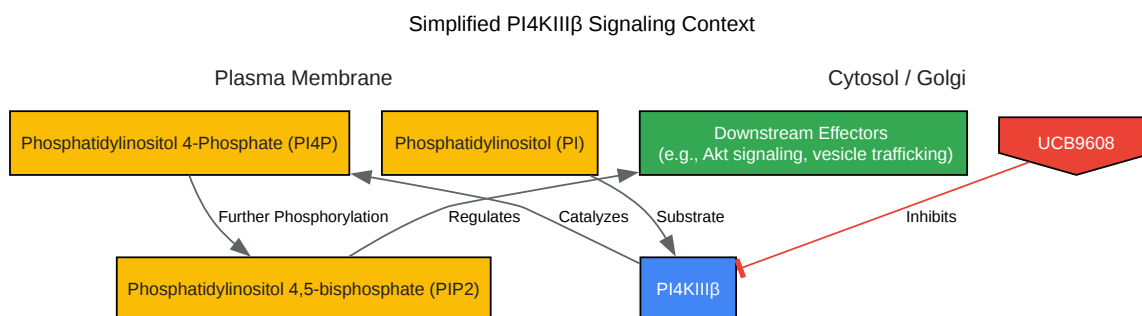 Simplified PI4KIIIβ Signaling Context
Plasma Membrane
Cytosol / Golgi
Phosphatidylinositol 4-Phosphate (PI4P)
Phosphatidylinositol (PI)
Downstream Effectors
(e.g., Akt signaling, vesicle trafficking)
UCB9608
Further Phosphorylation
Regulates
Catalyzes
Substrate
Inhibits
Phosphatidylinositol 4,5-bisphosphate (PIP2)
PI4KIIIβ